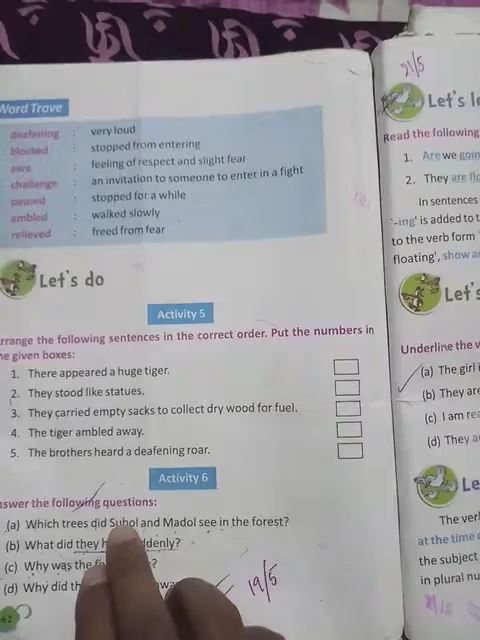 Word Trove
deafening : very loud
blocked : stopped from entering
awe : feeling of respect and slight fear
challenge : an invitation to someone to enter in a fight
paused : stopped for a while
ambled : walked slowly
relieved : freed from fear
Let's do
Activity 5
rrange the following sentences in the correct order. Put the numbers in
he given boxes:
1. There appeared a huge tiger.
2. They stood like statues.
3. They carried empty sacks to collect dry wood for fuel.
4. The tiger ambled away.
5. The brothers heard a deafening roar.
Activity 6
nswer the following questions:
(a) Which trees did Subol and Madol see in the forest?
(b) What did they h ddenly?
(c) Why was the fo ?
(d) Why did th
19/5
62
21/5
Let's l
Read the following
1. Are we goin
2. They are flo
In sentences
'-ing' is added to t
to the verb form
floating', show a
Let's
Underline the v
(a) The girl i
(b) They are
(c) I am rea
(d) They a
Le
The ver
at the time
the subject
in plural nu